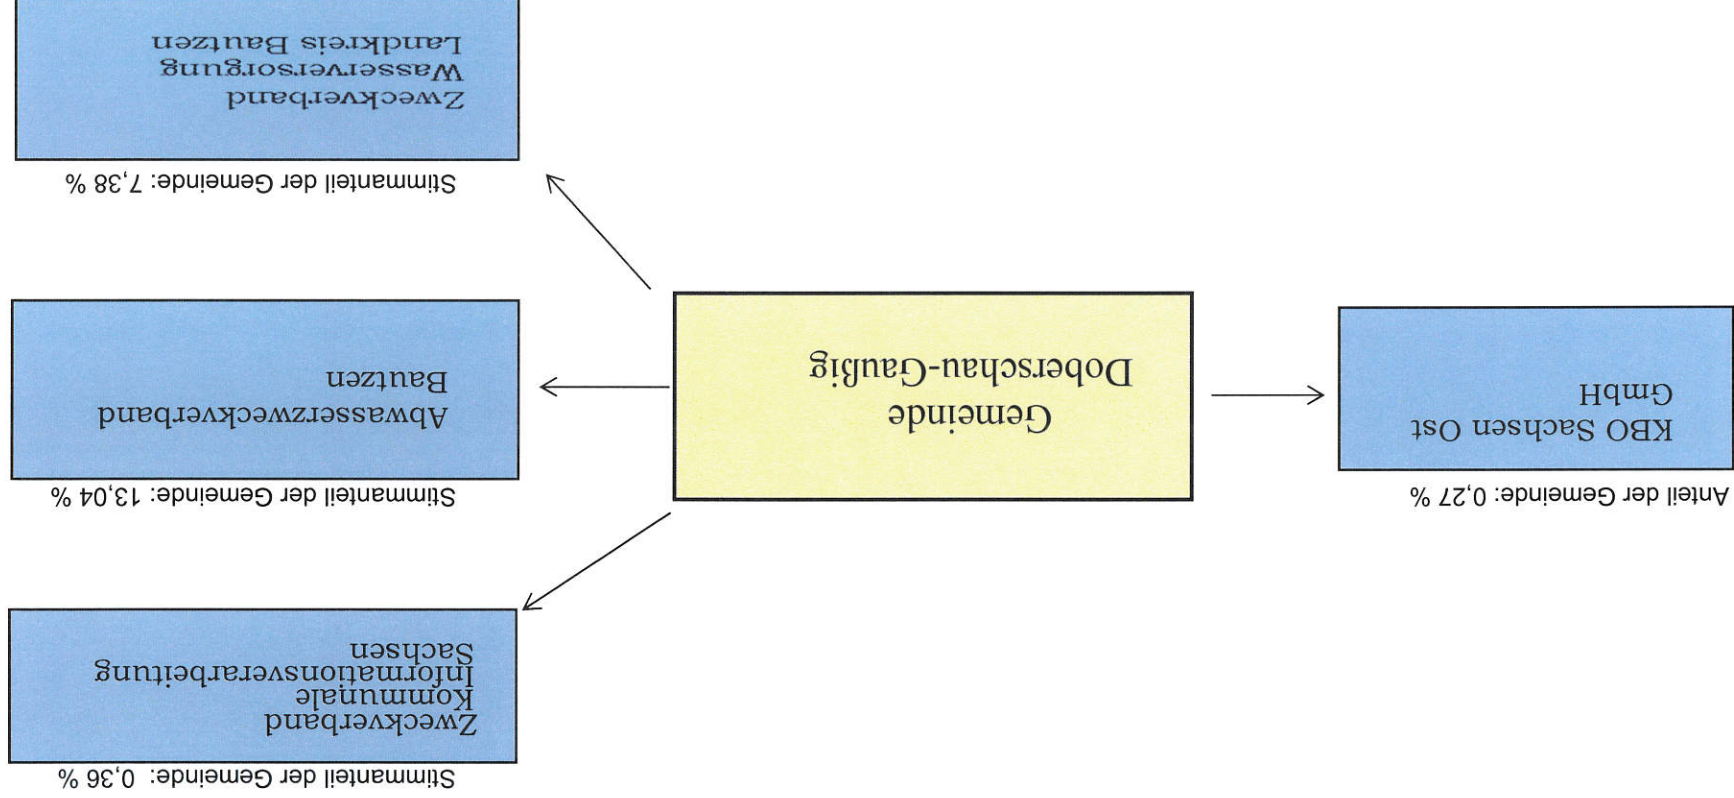 Stimmanteil der Gemeinde: 0,36 %
Zweckverband
Kommunale
Informationsverarbeitung
Sachsen
Anteil der Gemeinde: 0,27 %
KBO Sachsen Ost
GmbH
Gemeinde
Doberschau-Gaußig
Stimmanteil der Gemeinde: 13,04 %
Abwasserzweckverband
Bautzen
Stimmanteil der Gemeinde: 7,38 %
Zweckverband
Wasserversorgung
Landkreis Bautzen